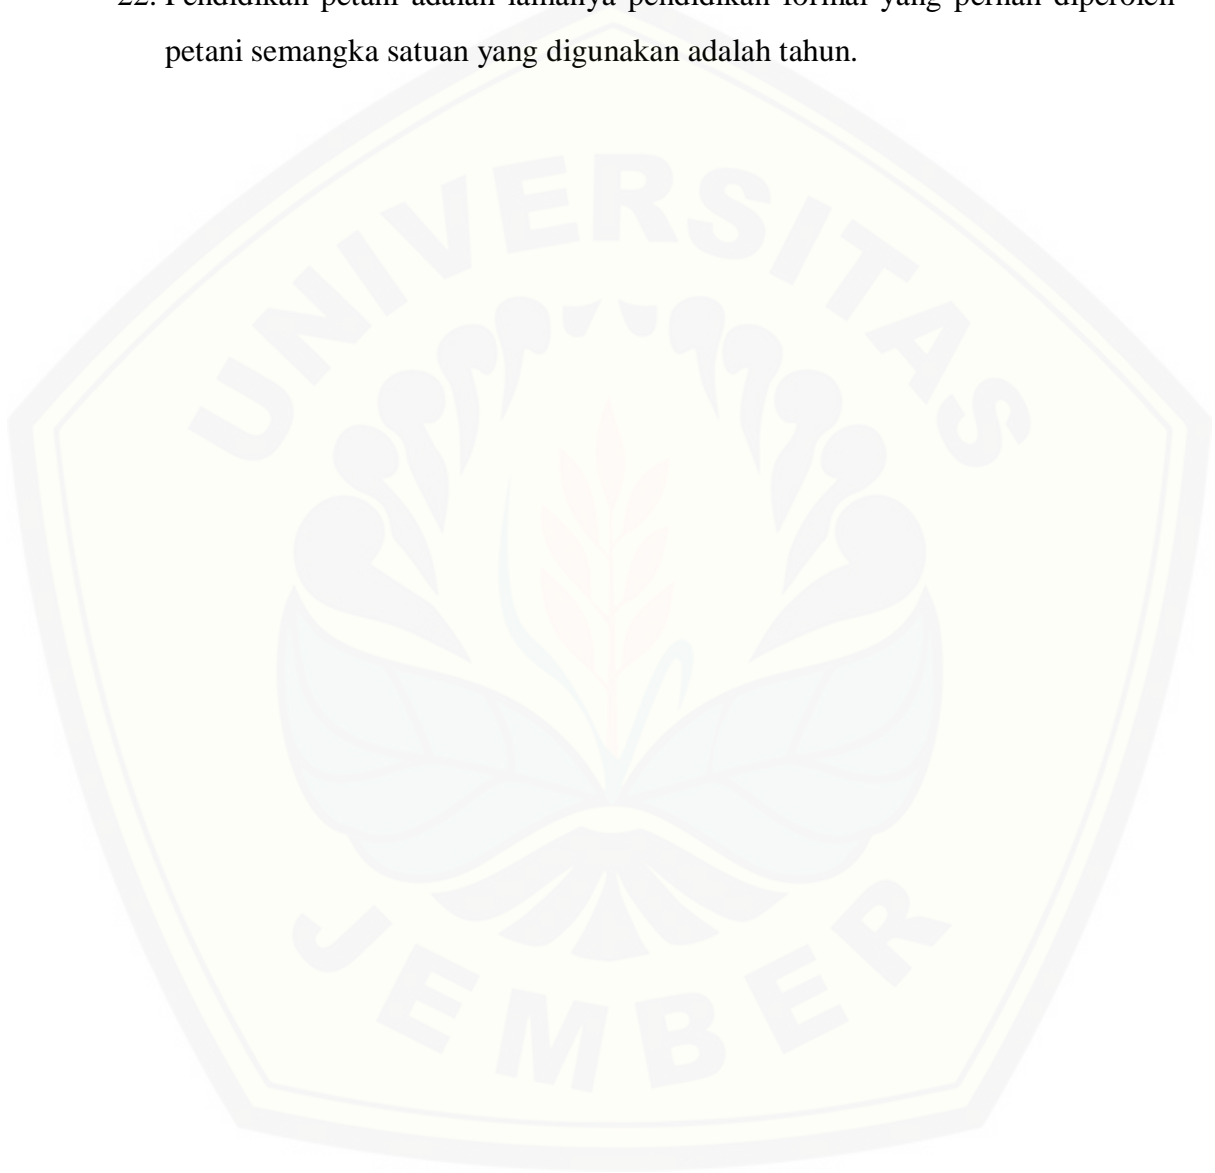 22. Pendidikan petani adalah lamanya pendidikan formal yang pernah diperoleh
petani semangka satuan yang digunakan adalah tahun.
UNIVERSITAS
JEMBER